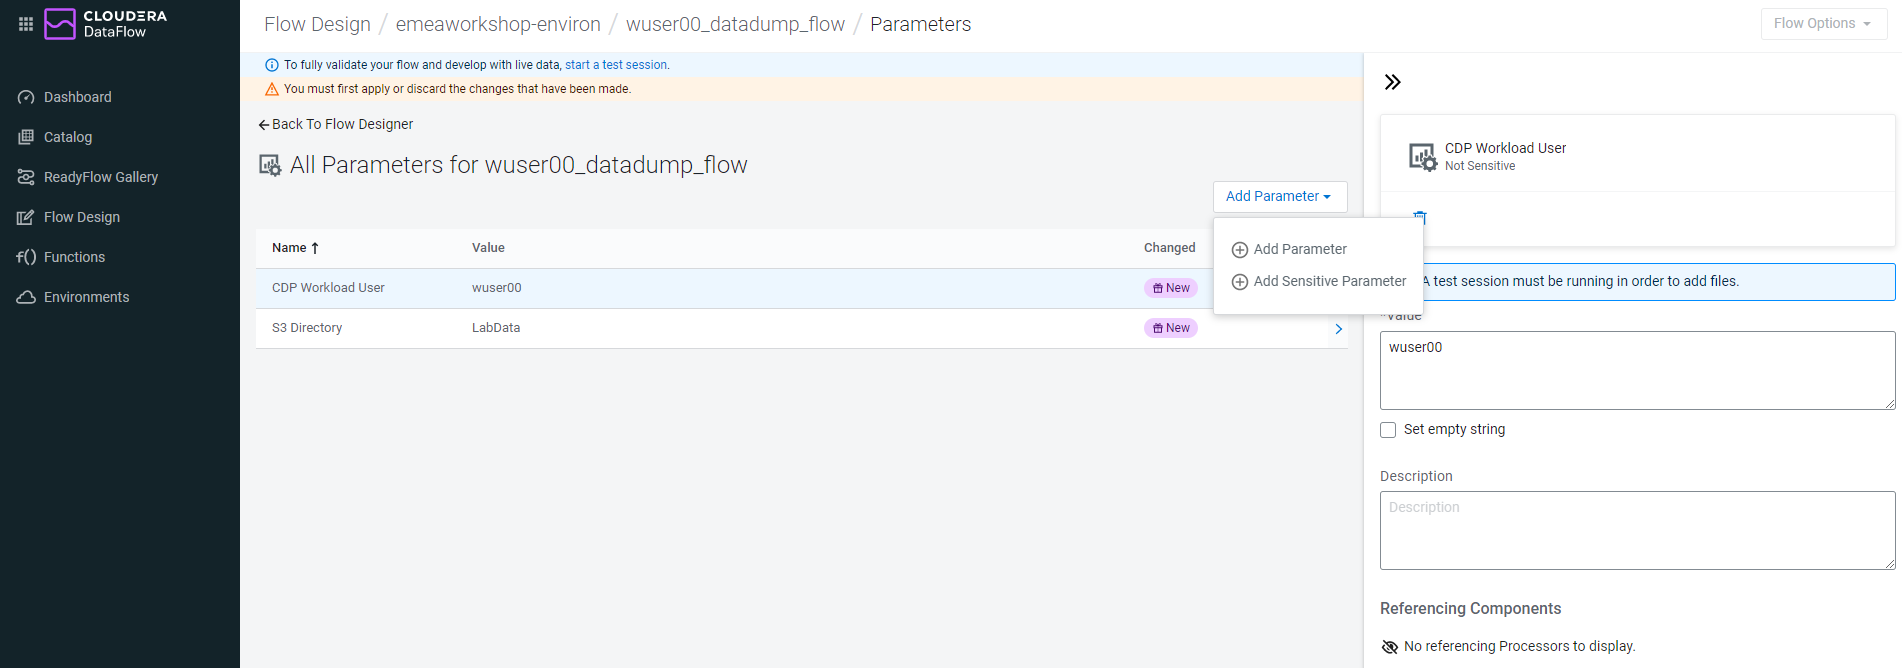 CLOUDERA
DataFlow
Dashboard
Catalog
ReadyFlow Gallery
Flow Design
Functions
Environments
Flow Design / emeaworkshop-environ / wuser00_datadump_flow / Parameters
Flow Options
To fully validate your flow and develop with live data, start a test session.
You must first apply or discard the changes that have been made.
Back To Flow Designer
All Parameters for wuser00_datadump_flow
Add Parameter
Add Parameter
Add Sensitive Parameter
Name Value Changed
CDP Workload User wuser00 New
S3 Directory LabData New
CDP Workload User
Not Sensitive
A test session must be running in order to add files.
*Value
wuser00
Set empty string
Description
Description
Referencing Components
No referencing Processors to display.